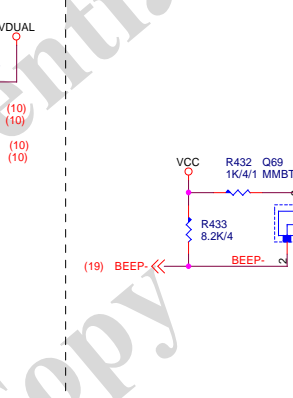 VDUAL
(10)
(10)
(10)
(10)
VCC
R432 Q69
1K/4/1 MMBT
R433
8.2K/4
(19) BEEP-
BEEP-
2
Copy